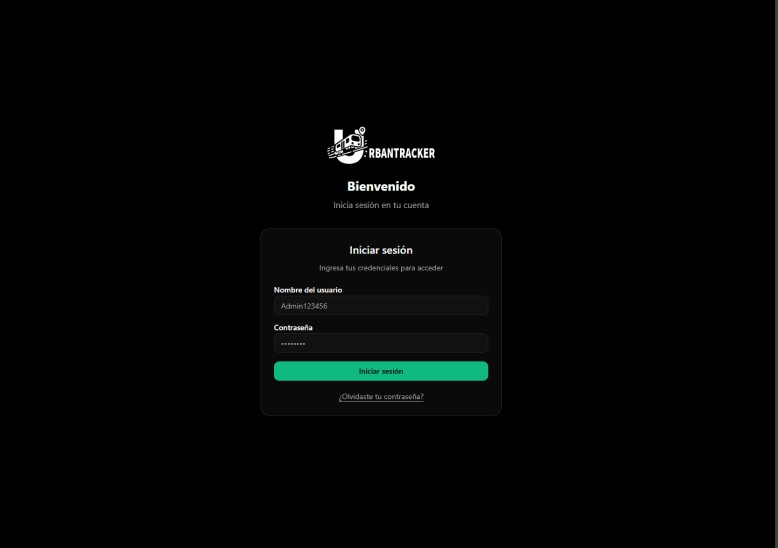 URBANTRACKER
Bienvenido
Inicia sesión en tu cuenta
Iniciar sesión
Ingresa tus credenciales para acceder
Nombre del usuario
Admin123456
Contraseña
••••••••
Iniciar sesión
¿Olvidaste tu contraseña?